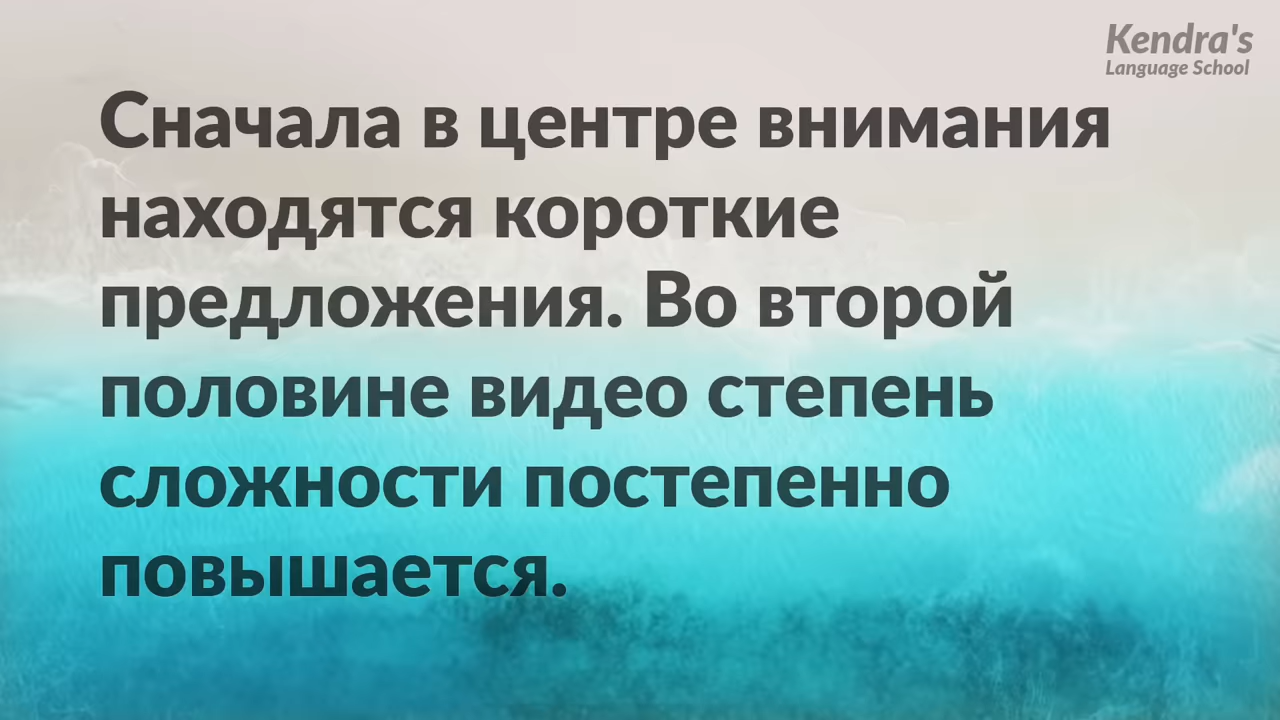 Kendra's
Language School
Сначала в центре внимания
находятся короткие
предложения. Во второй
половине видео степень
сложности постепенно
повышается.